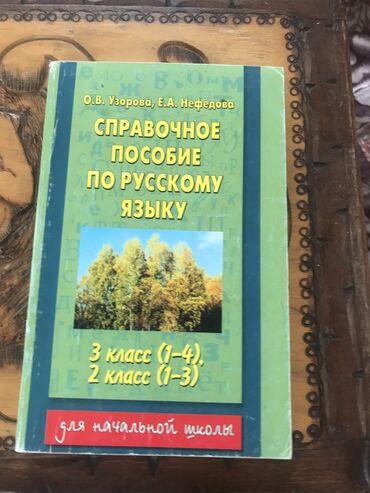 О.В. Узорова, Е.А. Нефедова
СПРАВОЧНОЕ
ПОСОБИЕ
ПО РУССКОМУ
ЯЗЫКУ
3 класс (1–4),
2 класс (1–3)
для начальной школы